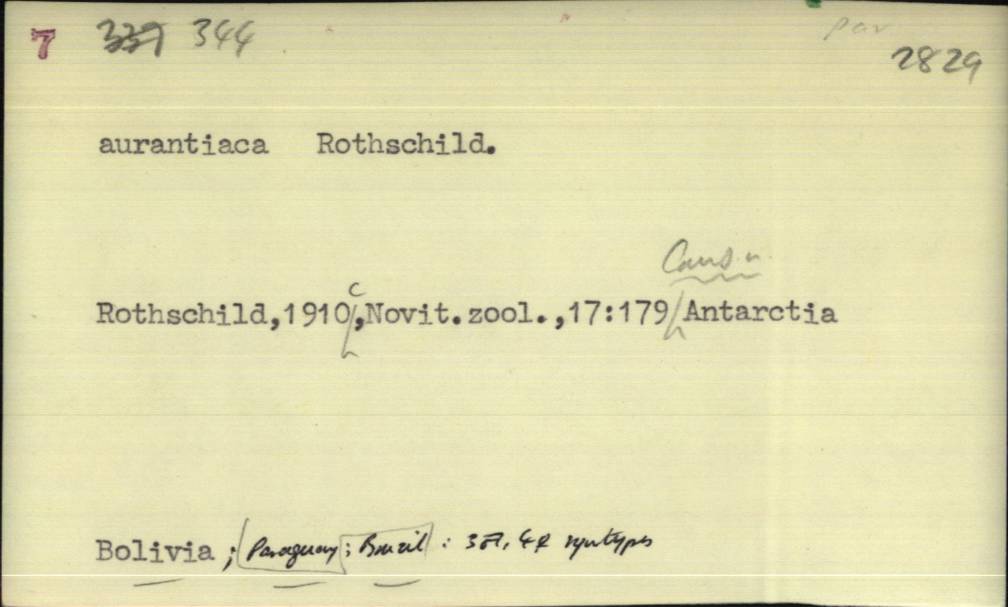 7 337 344
par
2829
aurantiaca Rothschild.
Caus.
Rothschild,1910c,Novit.zool.,17:179 Antarctia
Bolivia ; Paraguay ; Brazil : 3♂, 4♀ syntypes